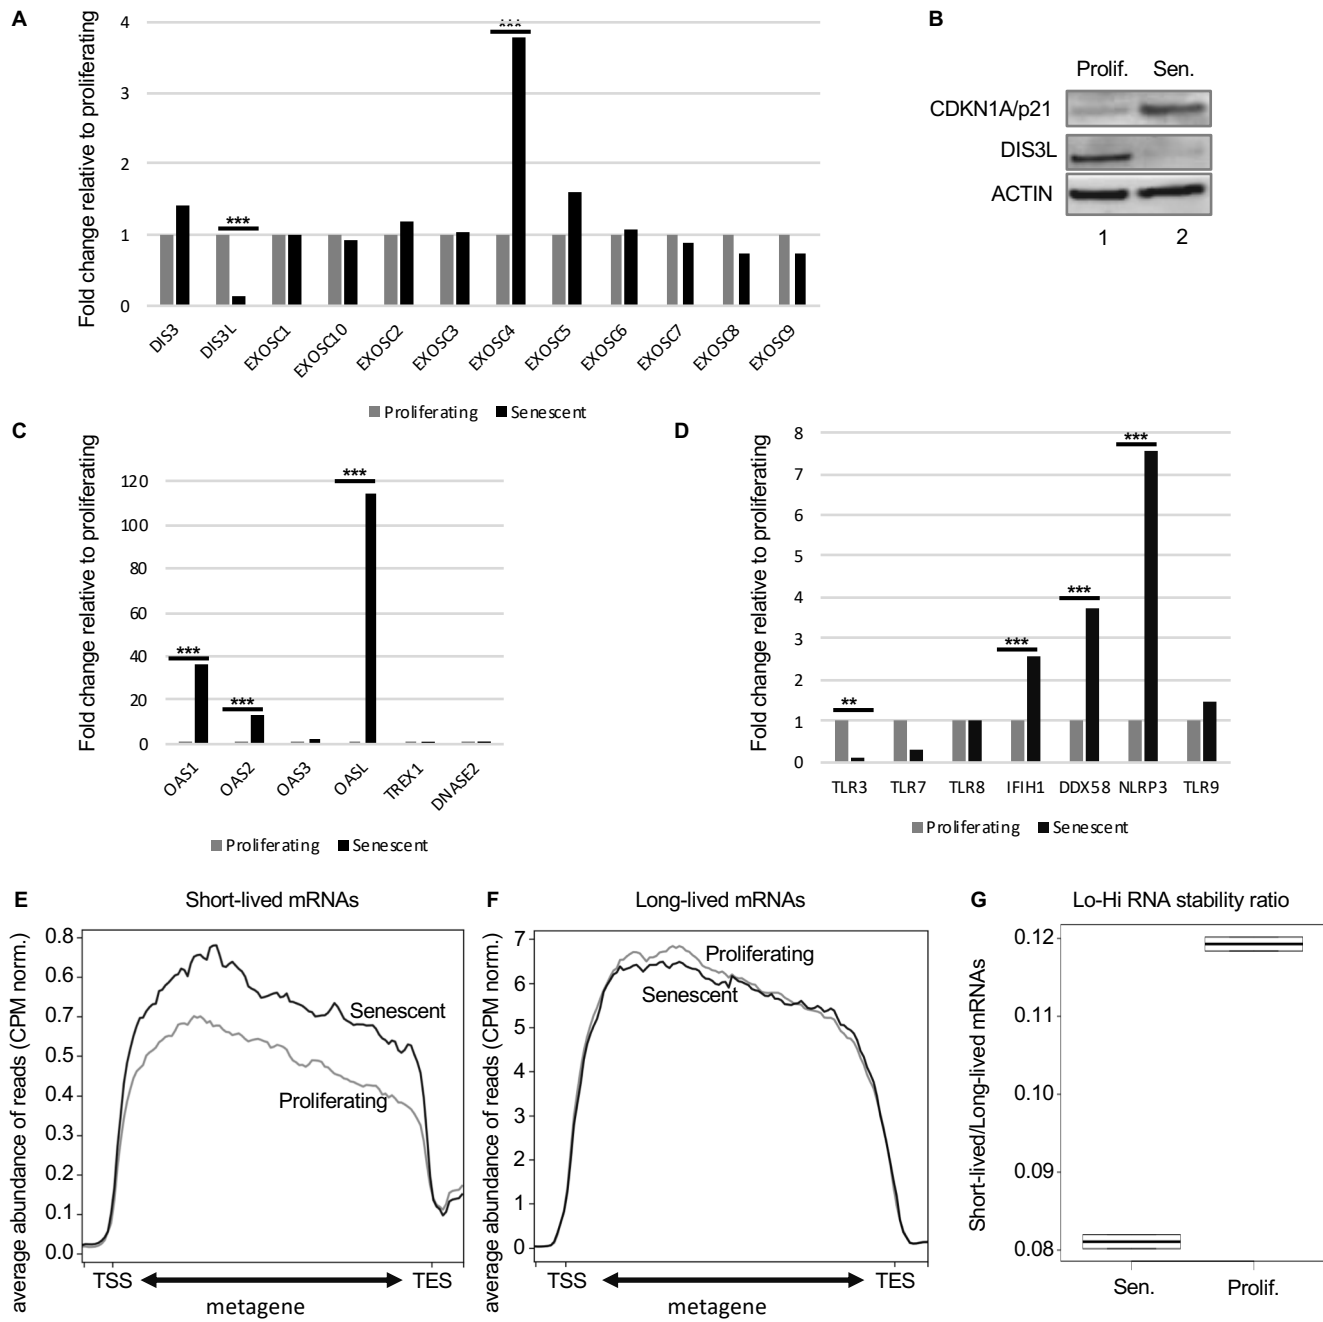 A
Fold change relative to proliferating
4
3
2
1
0
***
***
DIS3
DIS3L
EXOSC1
EXOSC10
EXOSC2
EXOSC3
EXOSC4
EXOSC5
EXOSC6
EXOSC7
EXOSC8
EXOSC9
Proliferating Senescent
B
Prolif. Sen.
CDKN1A/p21
DIS3L
ACTIN
1 2
C
Fold change relative to proliferating
120
100
80
60
40
20
0
***
***
***
OAS1
OAS2
OAS3
OASL
TREX1
DNASE2
Proliferating Senescent
D
Fold change relative to proliferating
8
7
6
5
4
3
2
1
0
**
***
***
***
TLR3 TLR7 TLR8 IFIH1 DDX58 NLRP3 TLR9
Proliferating Senescent
E
Short-lived mRNAs
average abundance of reads (CPM norm.)
0.8
0.6
0.7
0.5
0.4
0.3
0.2
0.1
0.0
Senescent
Proliferating
TSS TES
metagene
F
Long-lived mRNAs
average abundance of reads (CPM norm.)
7
6
5
4
3
2
1
0
Proliferating
Senescent
TSS TES
metagene
G
Lo-Hi RNA stability ratio
Short-lived/Long-lived mRNAs
0.12
0.11
0.10
0.09
0.08
Sen. Prolif.